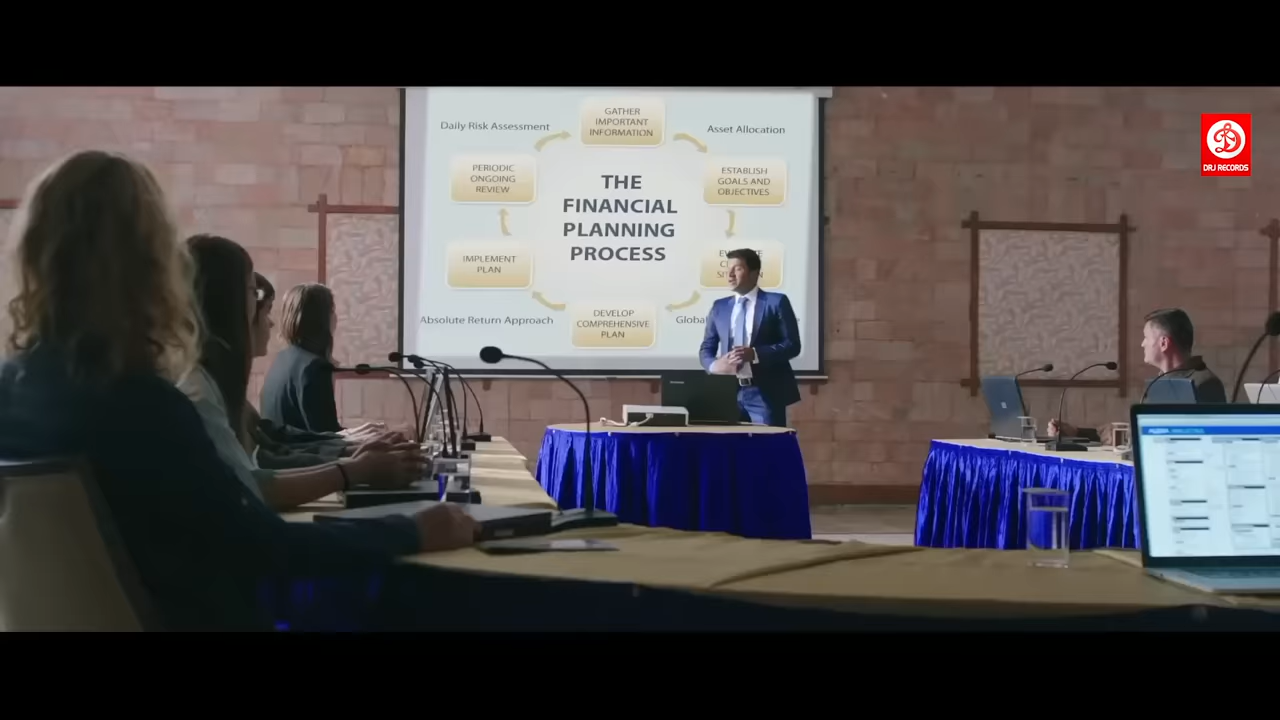 GATHER
IMPORTANT
INFORMATION
Daily Risk Assessment
Asset Allocation
PERIODIC
ONGOING
REVIEW
ESTABLISH
GOALS AND
OBJECTIVES
THE
FINANCIAL
PLANNING
PROCESS
IMPLEMENT
PLAN
DEVELOP
COMPREHENSIVE
PLAN
Absolute Return Approach
Global
DRJ RECORDS